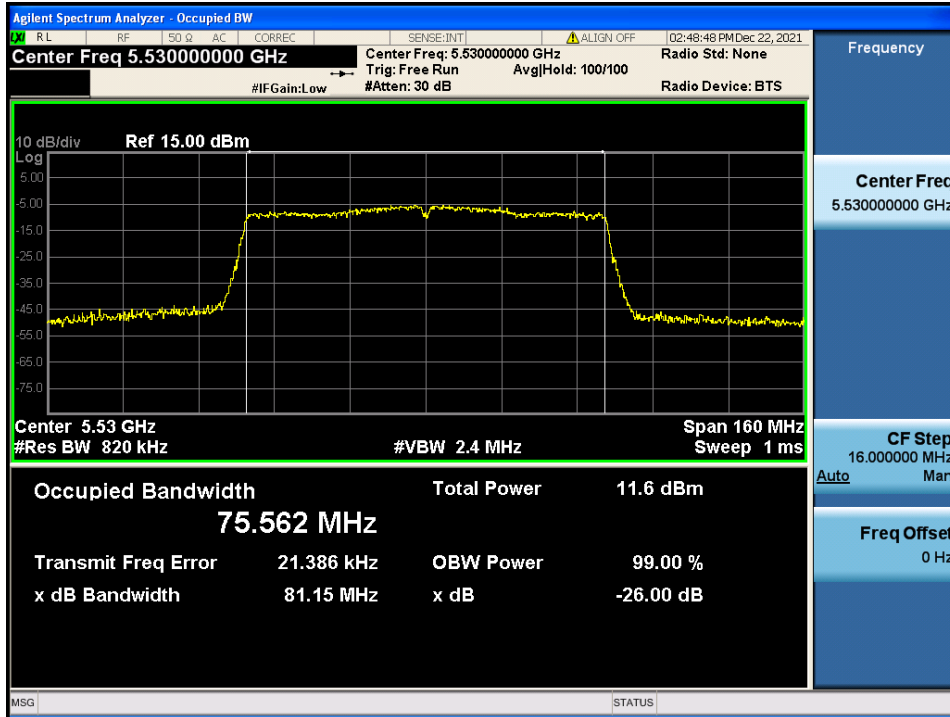 Agilent Spectrum Analyzer - Occupied BW
LXI RL RF 50 Ω AC CORREC SENSE:INT ALIGN OFF 02:48:48 PM Dec 22, 2021
Center Freq 5.530000000 GHz
Center Freq: 5.530000000 GHz Radio Std: None
Trig: Free Run Avg|Hold: 100/100
#IFGain:Low #Atten: 30 dB Radio Device: BTS
Frequency
10 dB/div Ref 15.00 dBm
Log
5.00
-5.00
-15.0
-25.0
-35.0
-45.0
-55.0
-65.0
-75.0
Center 5.53 GHz Span 160 MHz
#Res BW 820 kHz #VBW 2.4 MHz Sweep 1 ms
Center Freq
5.530000000 GHz
CF Step
16.000000 MHz
Auto Man
Freq Offset
0 Hz
Occupied Bandwidth Total Power 11.6 dBm
75.562 MHz
Transmit Freq Error 21.386 kHz OBW Power 99.00 %
x dB Bandwidth 81.15 MHz x dB -26.00 dB
MSG STATUS